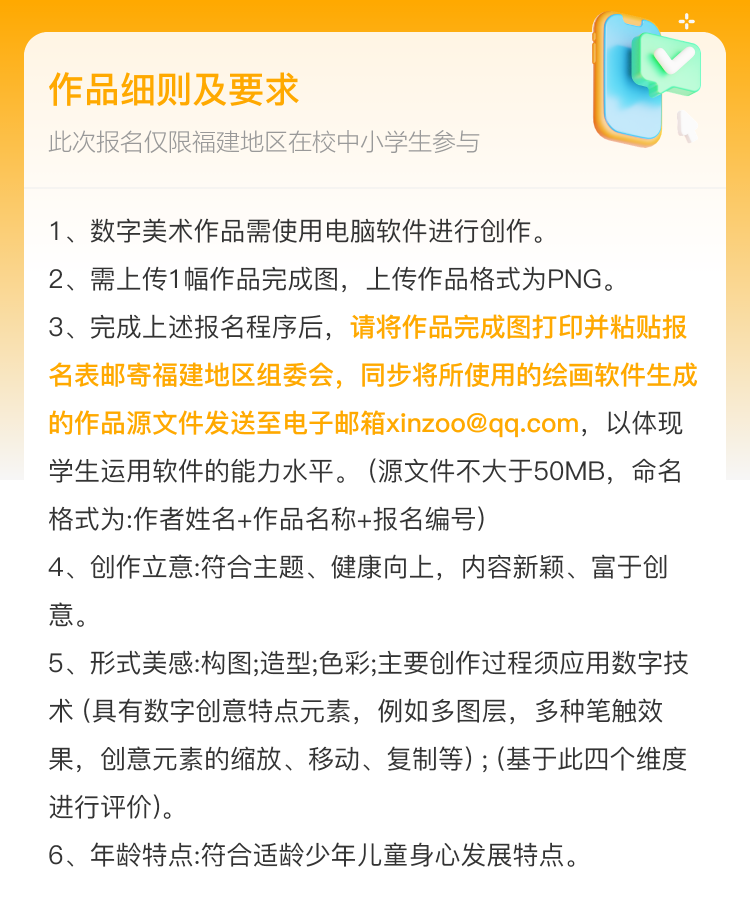 作品细则及要求
此次报名仅限福建地区在校中小学生参与
1、数字美术作品需使用电脑软件进行创作。
2、需上传1幅作品完成图，上传作品格式为PNG。
3、完成上述报名程序后，请将作品完成图打印并粘贴报
名表邮寄福建地区组委会，同步将所使用的绘画软件生成
的作品源文件发送至电子邮箱xinzoo@qq.com，以体现
学生运用软件的能力水平。（源文件不大于50MB，命名
格式为:作者姓名+作品名称+报名编号）
4、创作立意:符合主题、健康向上，内容新颖、富于创
意。
5、形式美感:构图;造型;色彩;主要创作过程须应用数字技
术（具有数字创意特点元素，例如多图层，多种笔触效
果，创意元素的缩放、移动、复制等）;（基于此四个维度
进行评价）。
6、年龄特点:符合适龄少年儿童身心发展特点。